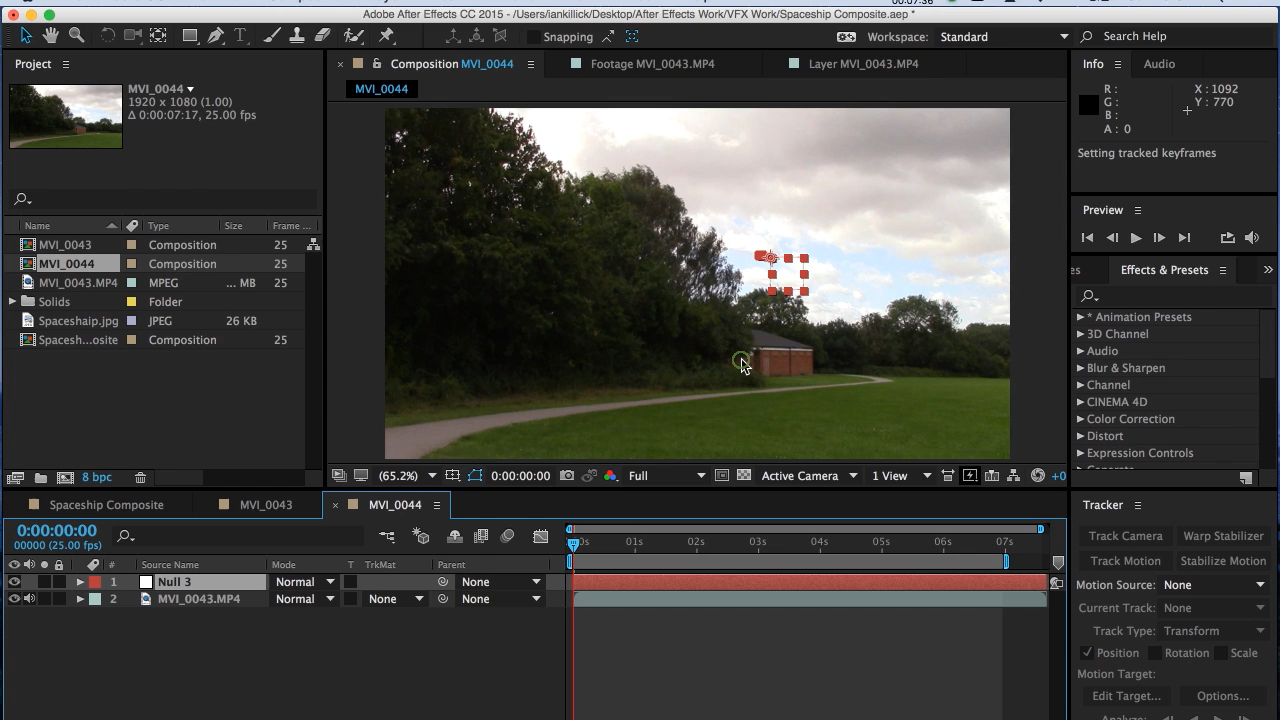 00:07:36
Adobe After Effects CC 2015 - /Users/iankillick/Desktop/After Effects Work/VFX Work/Spaceship Composite.aep *
Snapping
Workspace: Standard
Search Help
Project
Composition MVI_0044
Footage MVI_0043.MP4
Layer MVI_0043.MP4
Info
Audio
MVI_0044
MVI_0044
1920 x 1080 (1.00)
Δ 0:00:07:17, 25.00 fps
R :
G :
B :
A : 0
X : 1092
Y : 770
Setting tracked keyframes
Preview
Name Type Size Frame ...
MVI_0043 Composition 25
MVI_0044 Composition 25
MVI_0043.MP4 MPEG ... MB 25
Solids Folder
Spaceshaip.jpg JPEG 26 KB
Spacesh...osite Composition 25
8 bpc
es
Effects & Presets
* Animation Presets
3D Channel
Audio
Blur & Sharpen
Channel
CINEMA 4D
Color Correction
Distort
Expression Controls
(65.2%)
0:00:00:00
Full
Active Camera
1 View
+0
Spaceship Composite
MVI_0043
MVI_0044
0:00:00:00
00000 (25.00 fps)
0s 01s 02s 03s 04s 05s 06s 07s
# Source Name Mode T TrkMat Parent
1 Null 3 Normal None
2 MVI_0043.MP4 Normal None None
Tracker
Track Camera Warp Stabilizer
Track Motion Stabilize Motion
Motion Source: None
Current Track: None
Track Type: Transform
Position Rotation Scale
Motion Target:
Edit Target... Options...
Analyze: